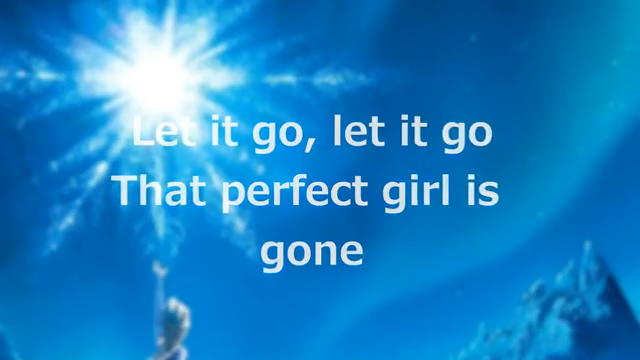 Let it go, let it go
That perfect girl is
gone